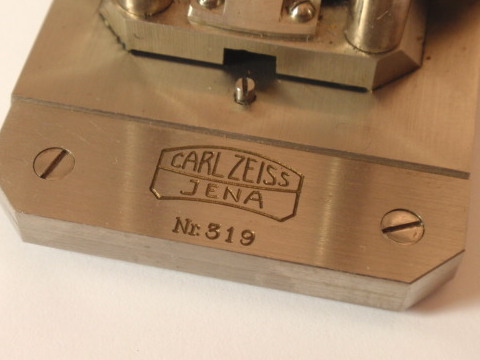 CARL ZEISS
JENA
Nr. 319